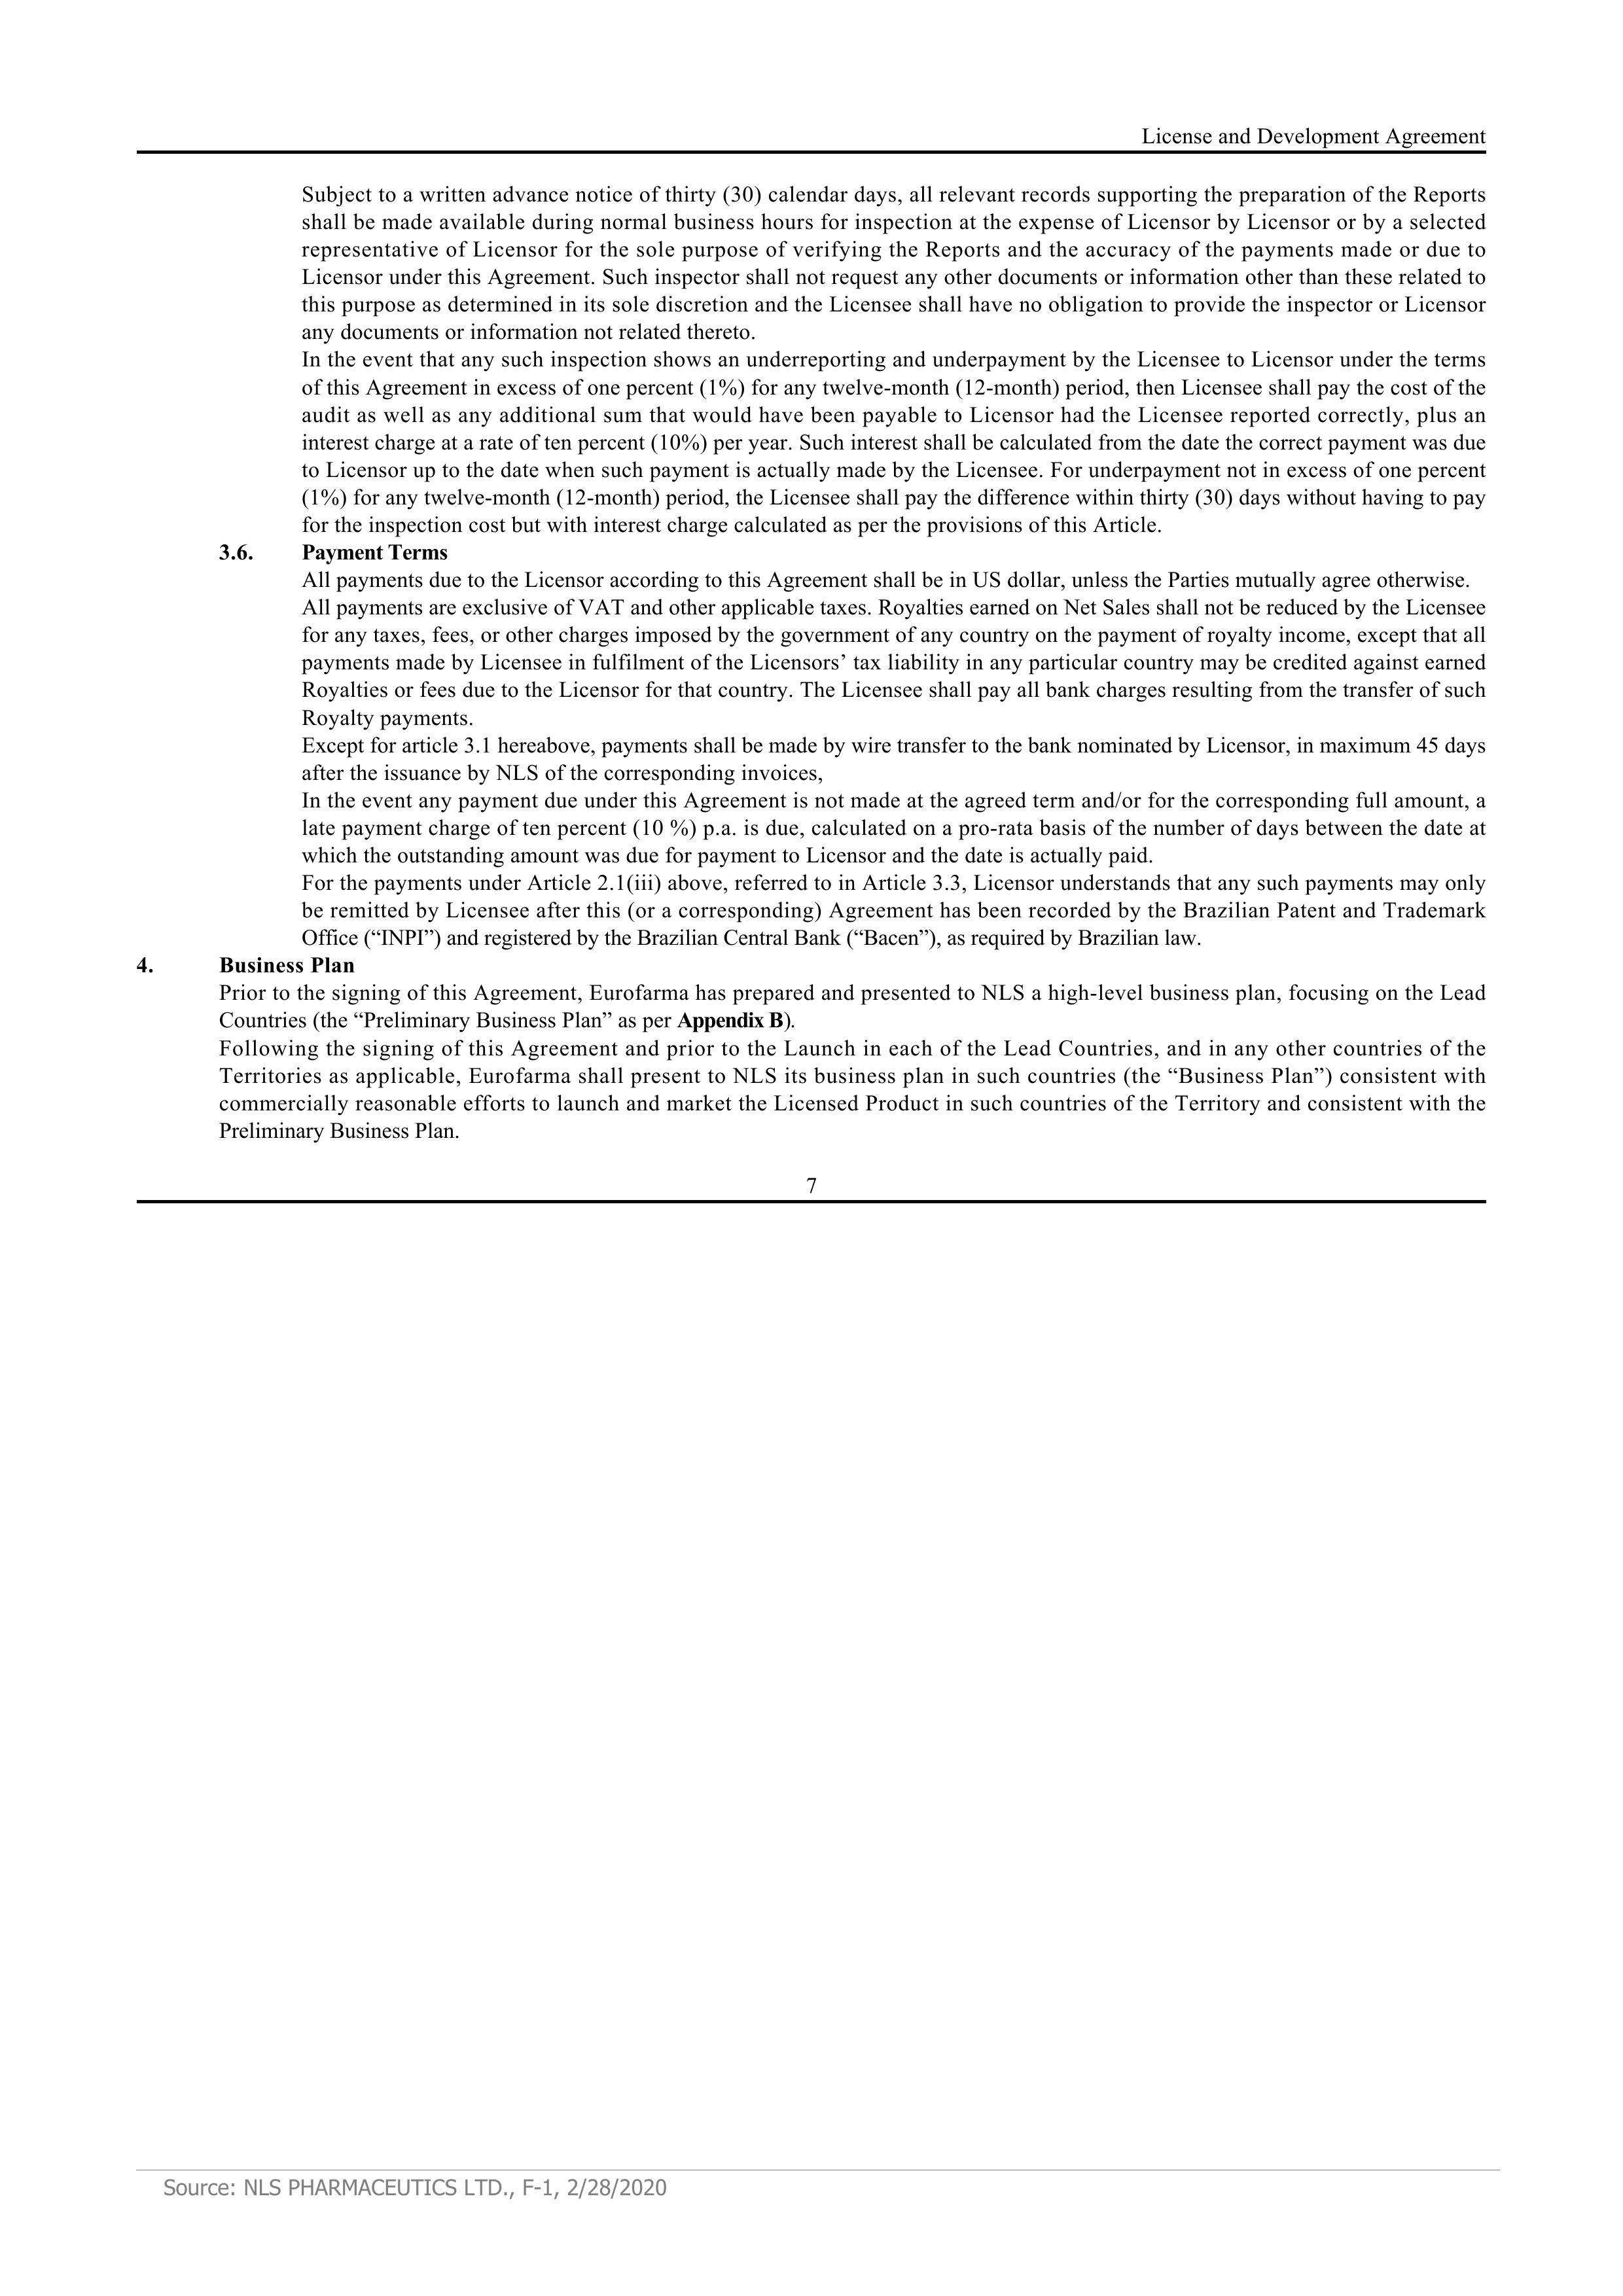 License and Development Agreement
Subject to a written advance notice of thirty (30) calendar days, all relevant records supporting the preparation of the Reports
shall be made available during normal business hours for inspection at the expense of Licensor by Licensor or by a selected
representative of Licensor for the sole purpose of verifying the Reports and the accuracy of the payments made or due to
Licensor under this Agreement. Such inspector shall not request any other documents or information other than these related to
this purpose as determined in its sole discretion and the Licensee shall have no obligation to provide the inspector or Licensor
any documents or information not related thereto.
In the event that any such inspection shows an underreporting and underpayment by the Licensee to Licensor under the terms
of this Agreement in excess of one percent (1%) for any twelve-month (12-month) period, then Licensee shall pay the cost of the
audit as well as any additional sum that would have been payable to Licensor had the Licensee reported correctly, plus an
interest charge at a rate of ten percent (10%) per year. Such interest shall be calculated from the date the correct payment was due
to Licensor up to the date when such payment is actually made by the Licensee. For underpayment not in excess of one percent
(1%) for any twelve-month (12-month) period, the Licensee shall pay the difference within thirty (30) days without having to pay
for the inspection cost but with interest charge calculated as per the provisions of this Article.
3.6. Payment Terms
All payments due to the Licensor according to this Agreement shall be in US dollar, unless the Parties mutually agree otherwise.
All payments are exclusive of VAT and other applicable taxes. Royalties earned on Net Sales shall not be reduced by the Licensee
for any taxes, fees, or other charges imposed by the government of any country on the payment of royalty income, except that all
payments made by Licensee in fulfilment of the Licensors’ tax liability in any particular country may be credited against earned
Royalties or fees due to the Licensor for that country. The Licensee shall pay all bank charges resulting from the transfer of such
Royalty payments.
Except for article 3.1 hereabove, payments shall be made by wire transfer to the bank nominated by Licensor, in maximum 45 days
after the issuance by NLS of the corresponding invoices,
In the event any payment due under this Agreement is not made at the agreed term and/or for the corresponding full amount, a
late payment charge of ten percent (10 %) p.a. is due, calculated on a pro-rata basis of the number of days between the date at
which the outstanding amount was due for payment to Licensor and the date is actually paid.
For the payments under Article 2.1(iii) above, referred to in Article 3.3, Licensor understands that any such payments may only
be remitted by Licensee after this (or a corresponding) Agreement has been recorded by the Brazilian Patent and Trademark
Office (“INPI”) and registered by the Brazilian Central Bank (“Bacen”), as required by Brazilian law.
4. Business Plan
Prior to the signing of this Agreement, Eurofarma has prepared and presented to NLS a high-level business plan, focusing on the Lead
Countries (the “Preliminary Business Plan” as per Appendix B).
Following the signing of this Agreement and prior to the Launch in each of the Lead Countries, and in any other countries of the
Territories as applicable, Eurofarma shall present to NLS its business plan in such countries (the “Business Plan”) consistent with
commercially reasonable efforts to launch and market the Licensed Product in such countries of the Territory and consistent with the
Preliminary Business Plan.
7
Source: NLS PHARMACEUTICS LTD., F-1, 2/28/2020